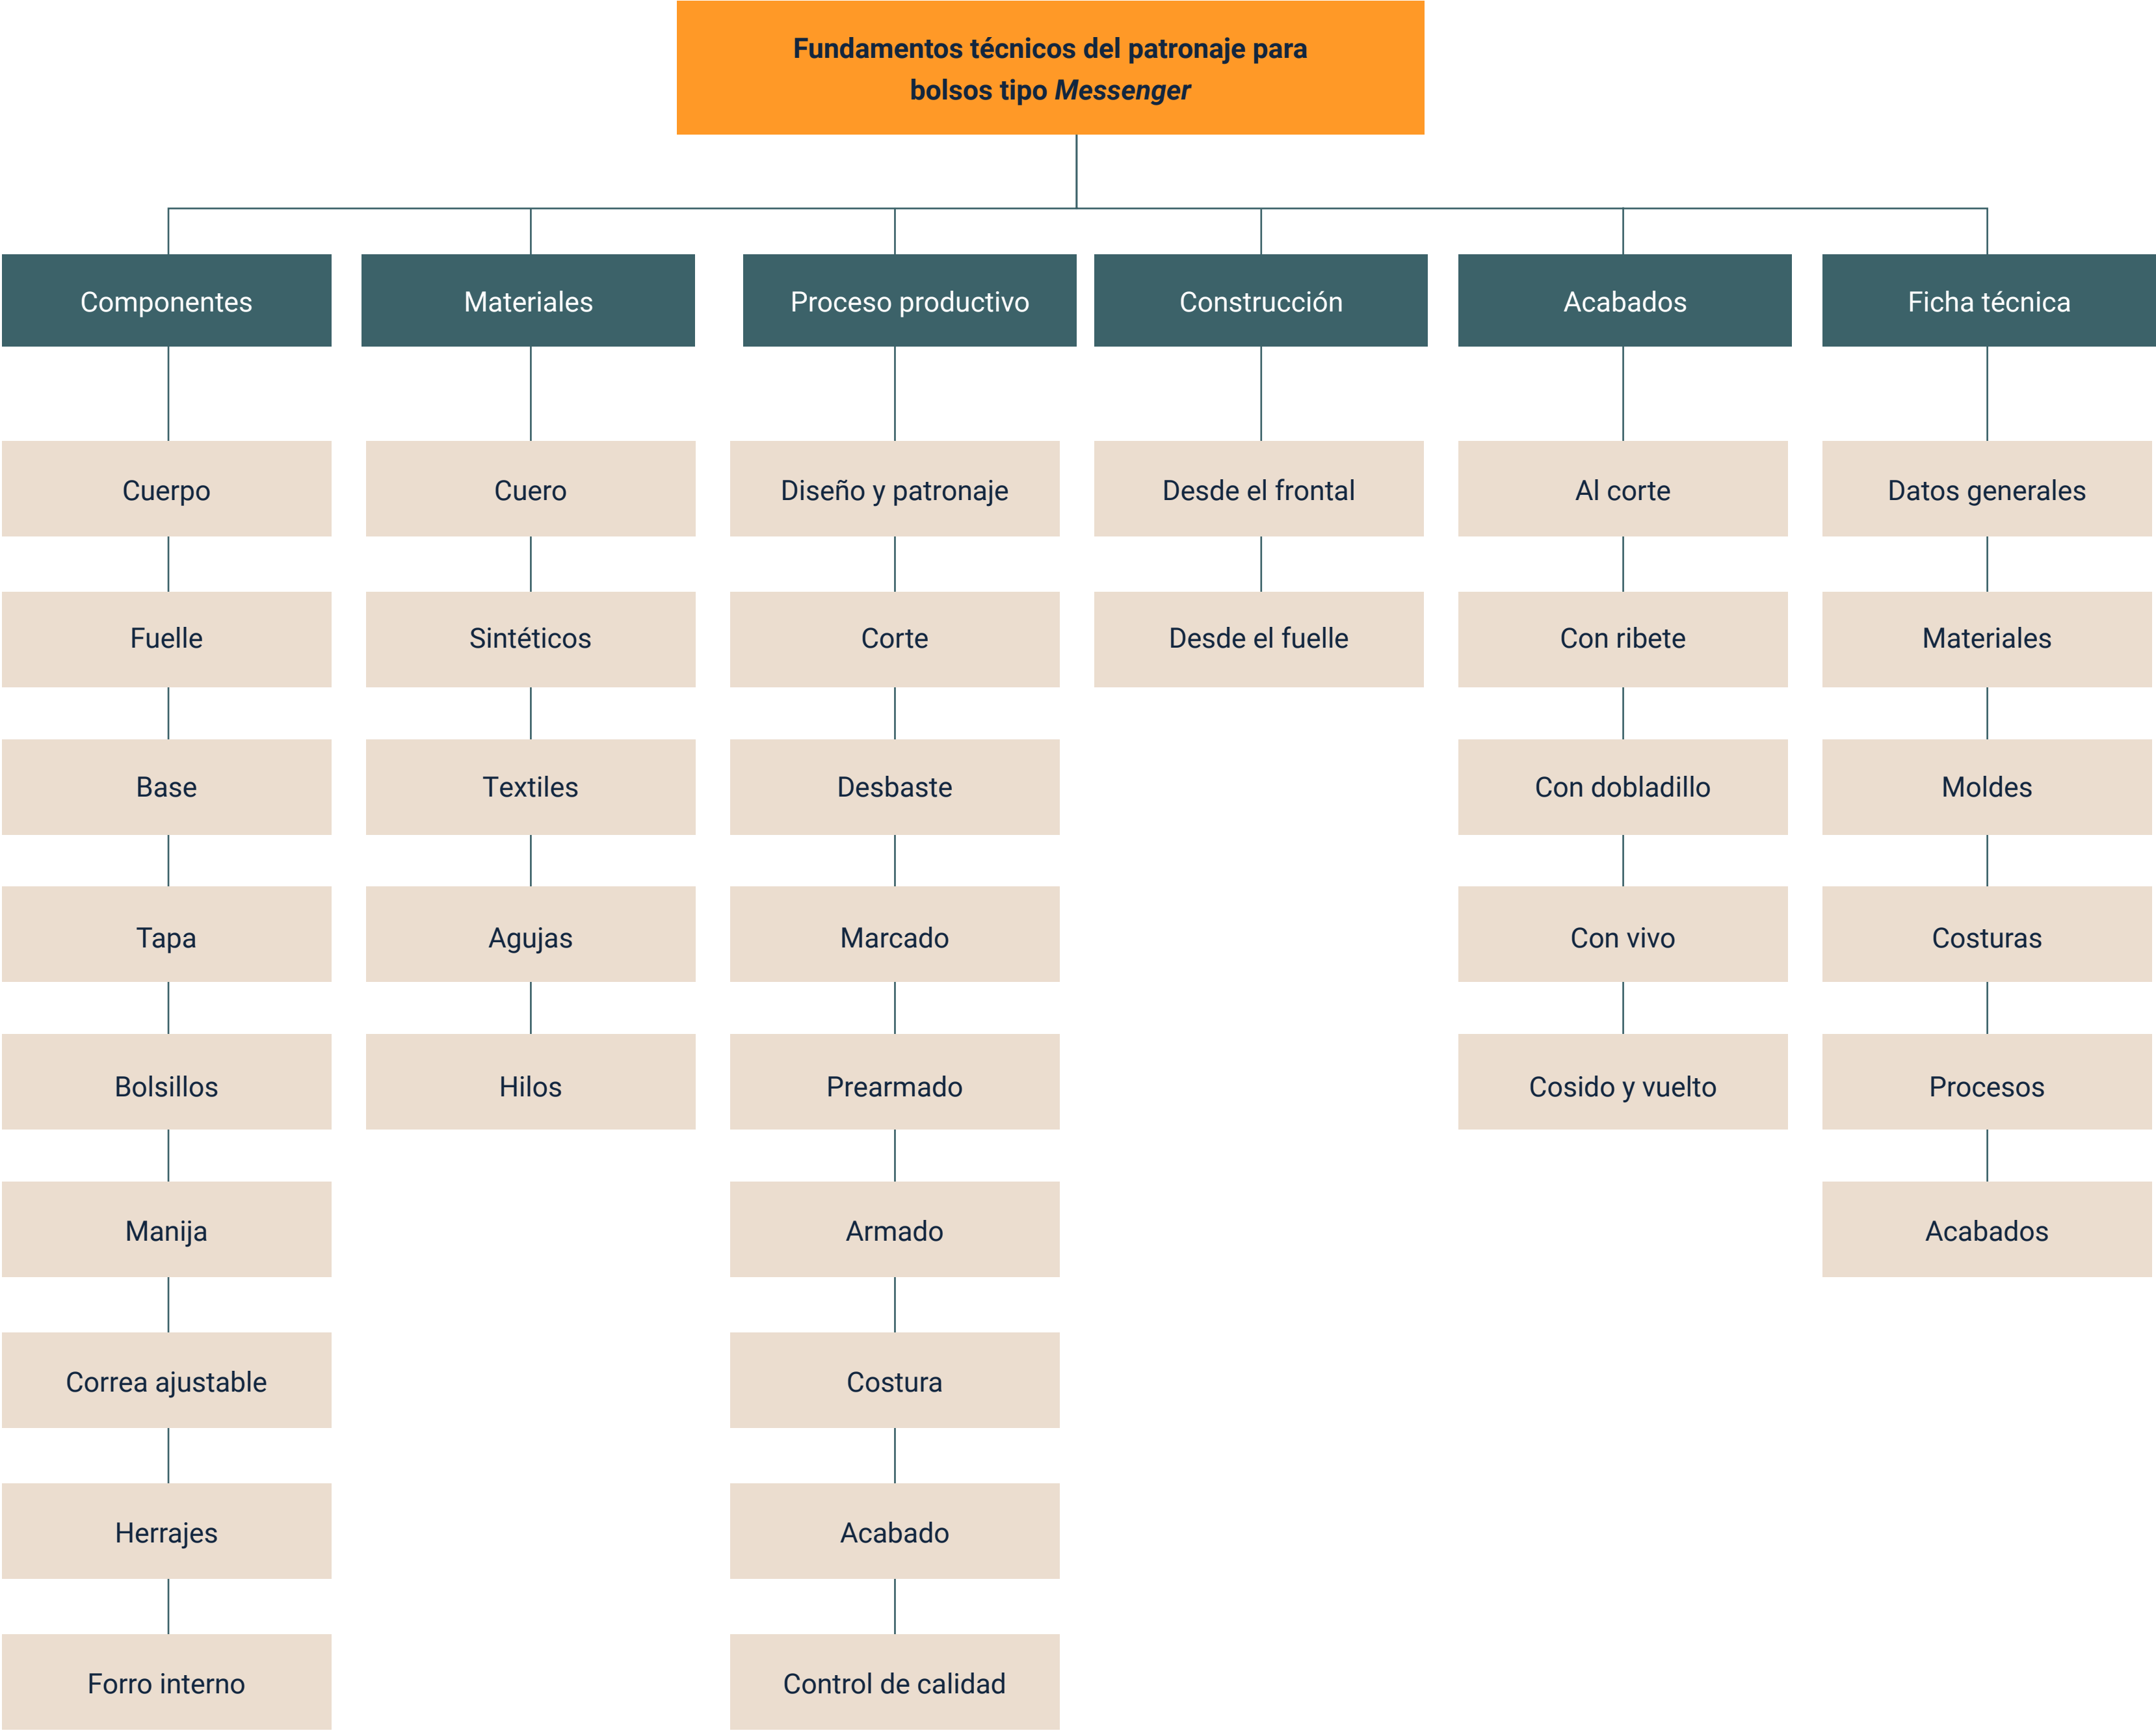 Fundamentos técnicos del patronaje para
bolsos tipo Messenger
Componentes
Materiales
Proceso productivo
Construcción
Acabados
Ficha técnica
Cuerpo
Cuero
Diseño y patronaje
Desde el frontal
Al corte
Datos generales
Fuelle
Sintéticos
Corte
Desde el fuelle
Con ribete
Materiales
Base
Textiles
Desbaste
Con dobladillo
Moldes
Tapa
Agujas
Marcado
Con vivo
Costuras
Bolsillos
Hilos
Prearmado
Cosido y vuelto
Procesos
Manija
Armado
Acabados
Correa ajustable
Costura
Herrajes
Acabado
Forro interno
Control de calidad